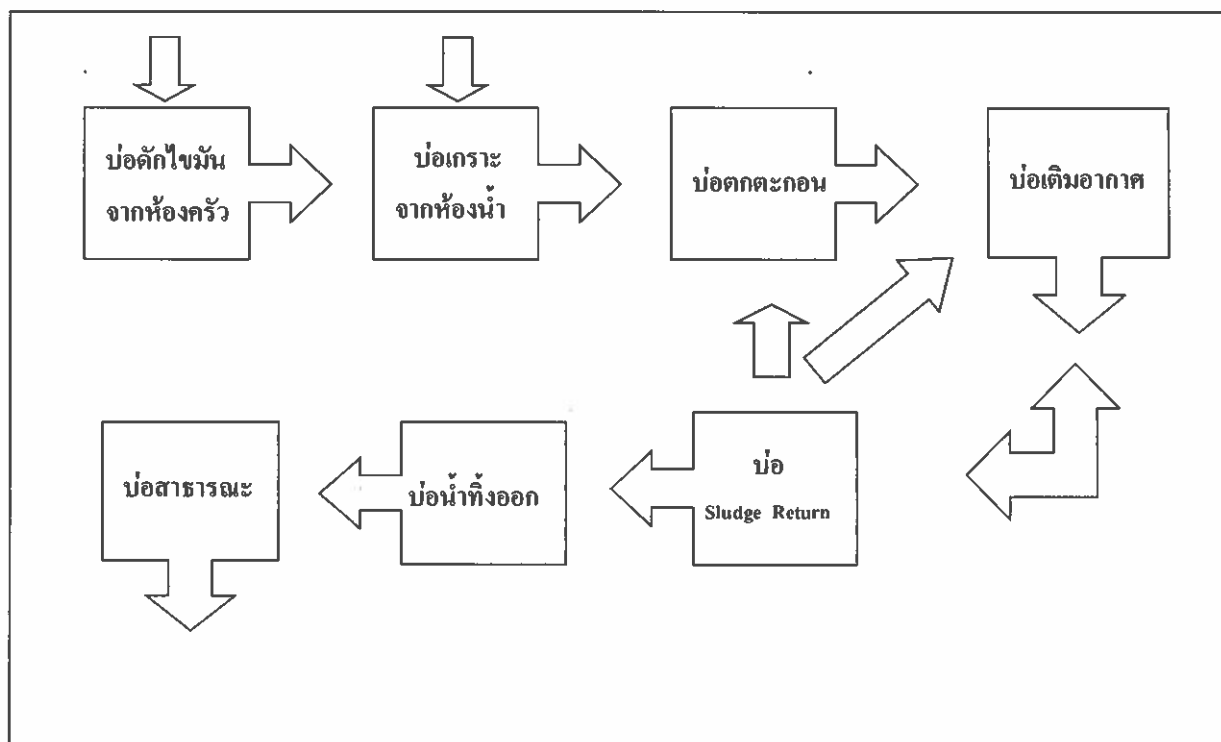 บ่อดักไขมัน
จากห้องครัว
บ่อเกราะ
จากห้องน้ำ
บ่อตกตะกอน
บ่อเติมอากาศ
บ่อสาธารณะ
บ่อน้ำทิ้งออก
บ่อ
Sludge Return